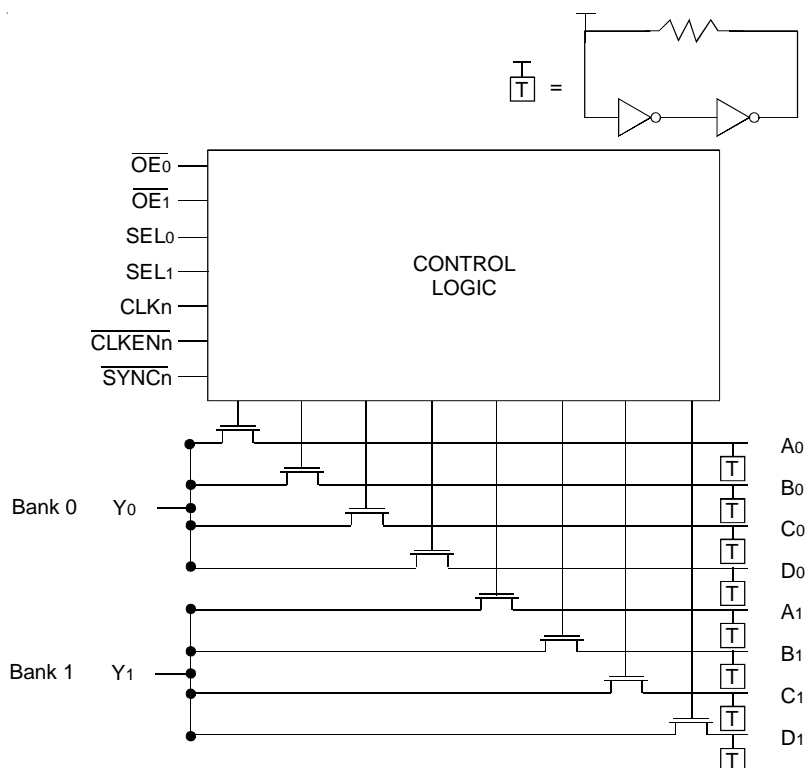 T =
OE0
OE1
SEL0
SEL1
CLKn
CLKENn
SYNCn
CONTROL
LOGIC
A0
T
B0
T
Bank 0 Y0
C0
T
D0
T
A1
T
B1
T
Bank 1 Y1
C1
T
D1
T